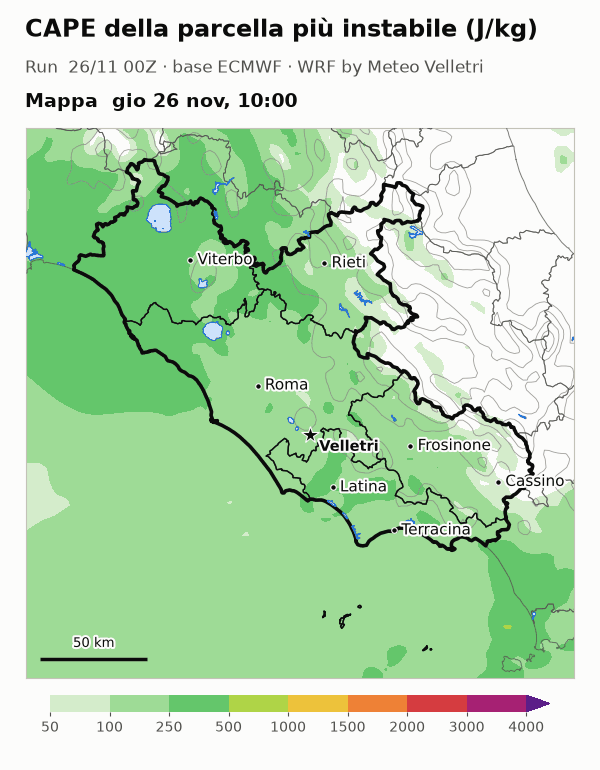 CAPE della parcella più instabile (J/kg)
Run  26/11 00Z · base ECMWF · WRF by Meteo Velletri
Mappa  gio 26 nov, 10:00
Viterbo
Rieti
Roma
Velletri
Frosinone
Cassino
Latina
Terracina
50 km
50 100 250 500 1000 1500 2000 3000 4000